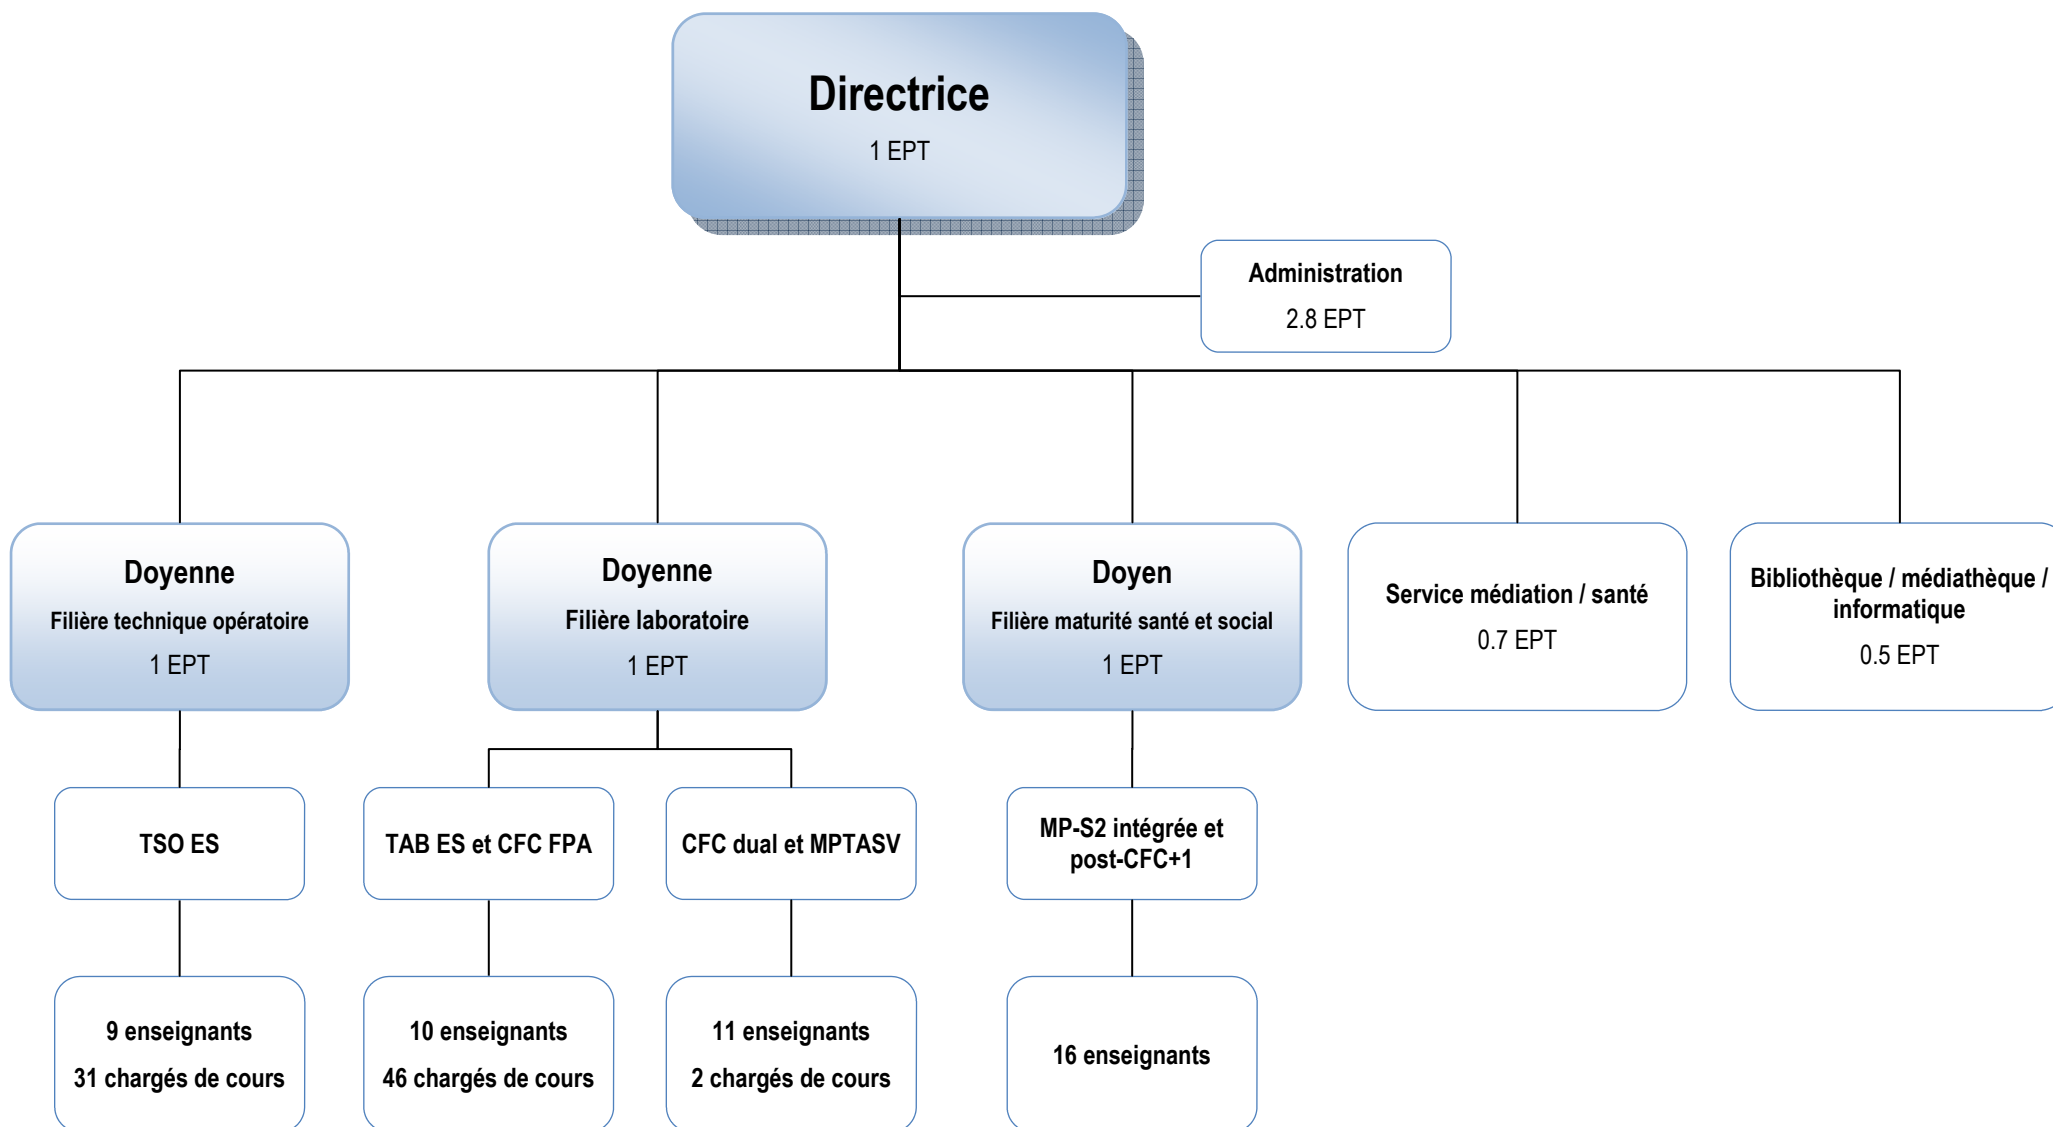 Directrice
1 EPT
Administration
2.8 EPT
Doyenne
Filière technique opératoire
1 EPT
Doyenne
Filière laboratoire
1 EPT
Doyen
Filière maturité santé et social
1 EPT
Service médiation / santé
0.7 EPT
Bibliothèque / médiathèque /
informatique
0.5 EPT
TSO ES
TAB ES et CFC FPA
CFC dual et MPTASV
MP-S2 intégrée et
post-CFC+1
9 enseignants
31 chargés de cours
10 enseignants
46 chargés de cours
11 enseignants
2 chargés de cours
16 enseignants